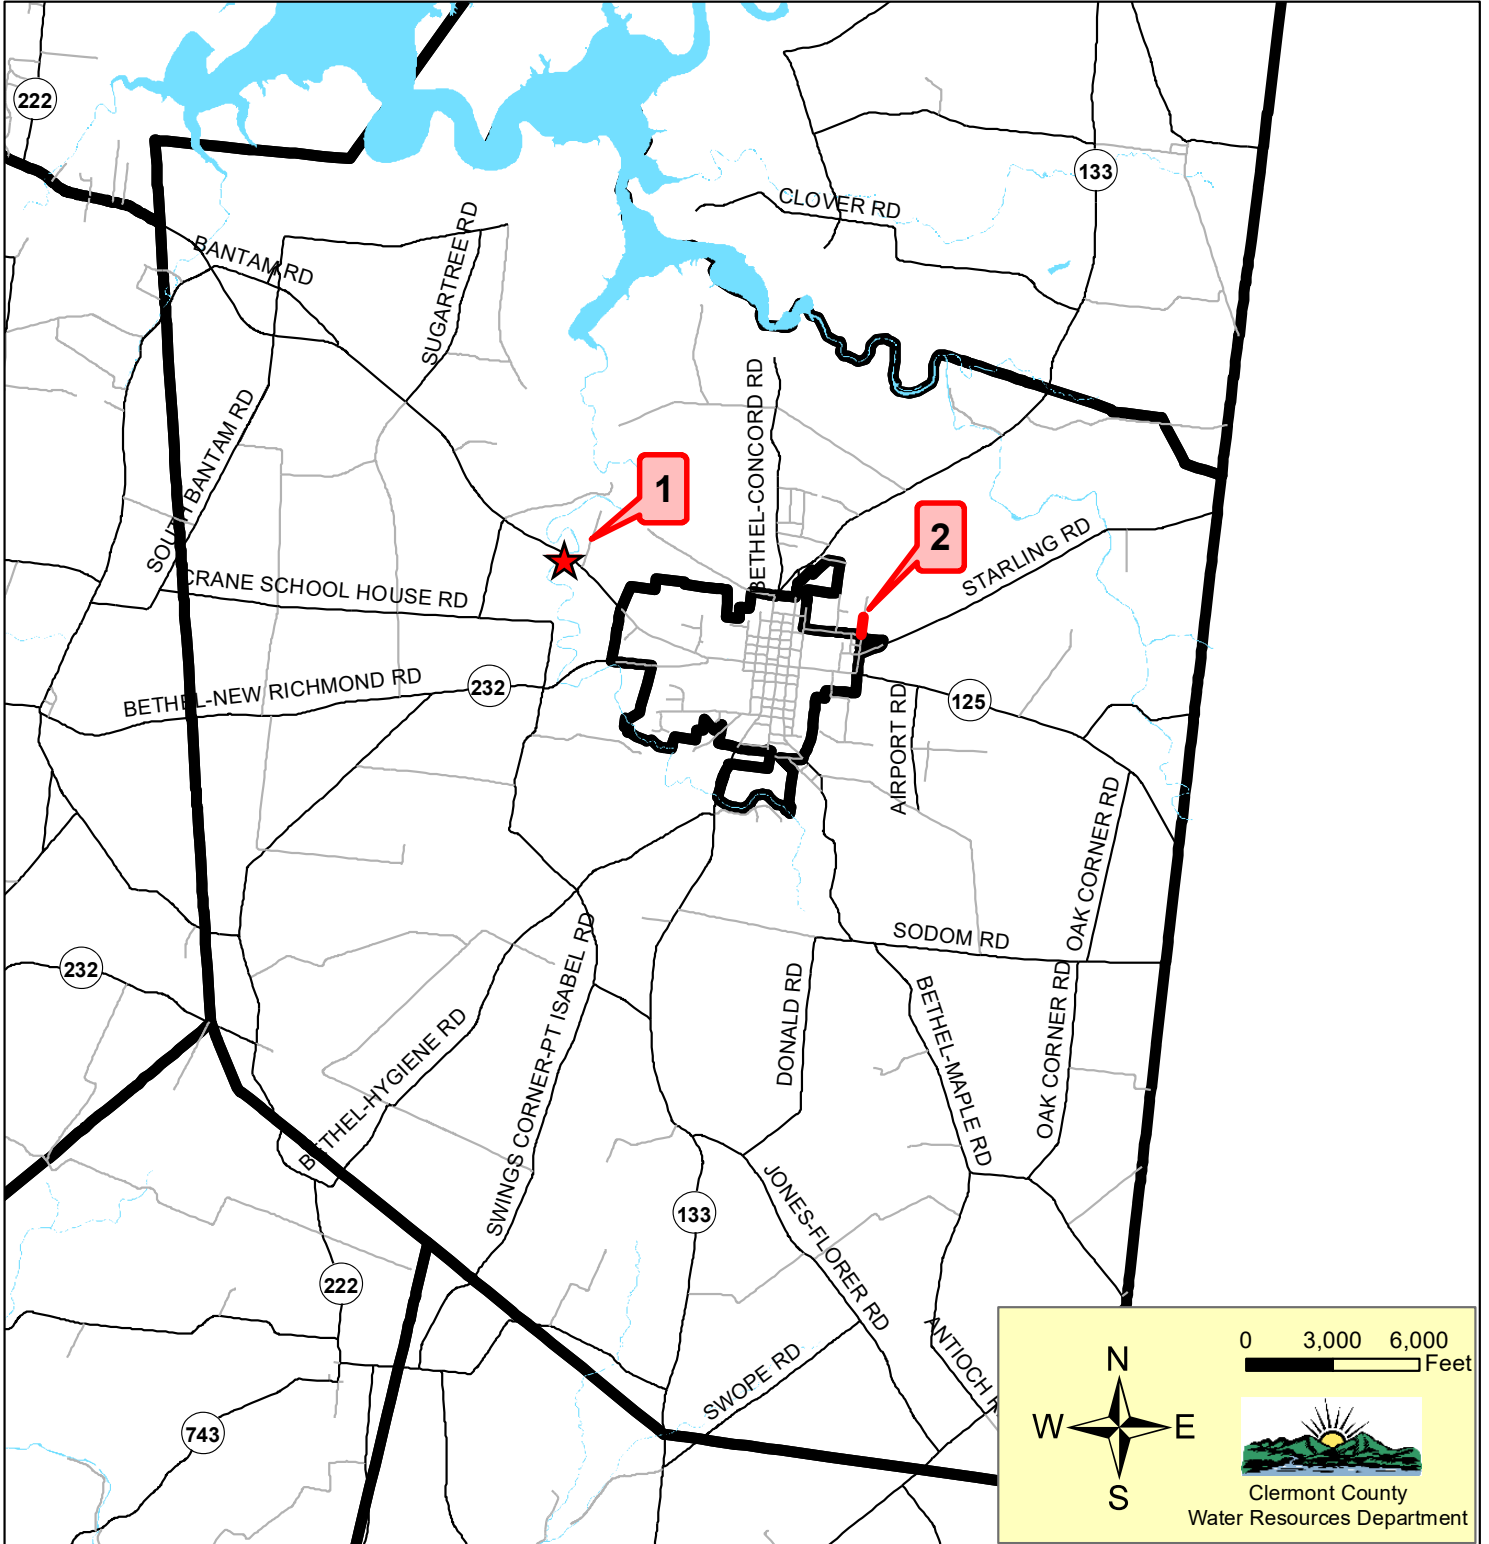 222
133
CLOVER RD
BANTAM RD
SUGARTREE RD
BETHEL-CONCORD RD
SOUTH BANTAM RD
1
2
STARLING RD
CRANE SCHOOL HOUSE RD
BETHEL-NEW RICHMOND RD
232
125
AIRPORT RD
OAK CORNER RD
SODOM RD
232
SWINGS CORNER-PT ISABEL RD
DONALD RD
BETHEL-MAPLE RD
OAK CORNER RD
BETHEL-HYGIENE RD
133
JONES-FLORER RD
222
SWOPE RD
ANTIOCH R
743
0 3,000 6,000
Feet
N
W E
S
Clermont County
Water Resources Department